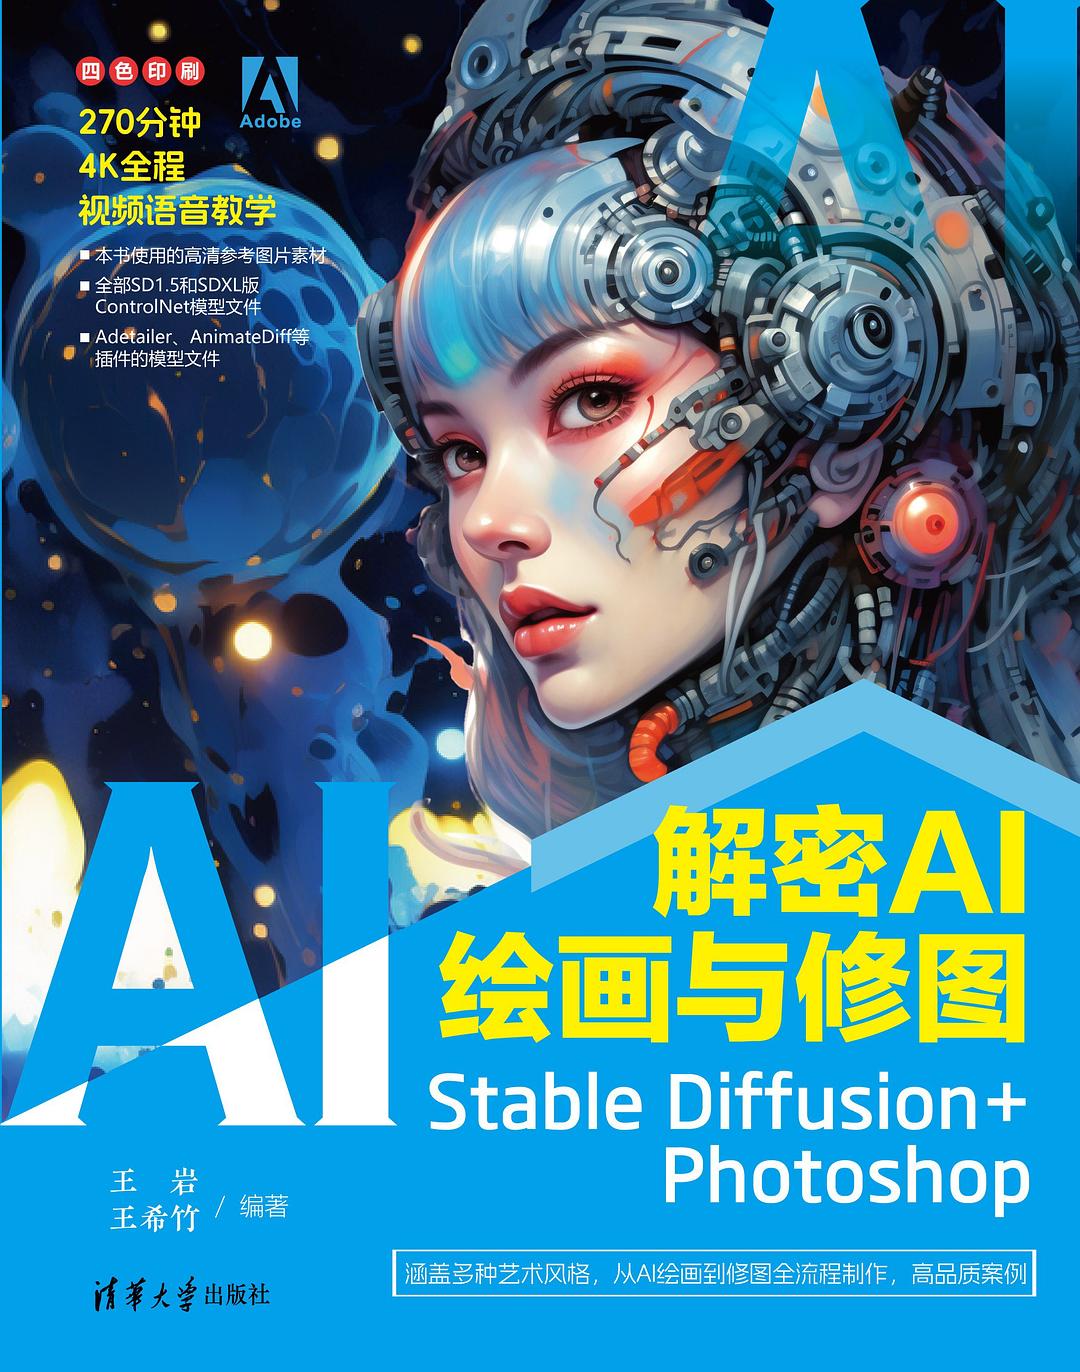 四色印刷
Adobe
270分钟
4K全程
视频语音教学
■ 本书使用的高清参考图片素材
■ 全部SD1.5和SDXL版
ControlNet模型文件
■ Adetailer、AnimateDiff等
插件的模型文件
AI
AI
解密AI
绘画与修图
Stable Diffusion+
Photoshop
王 岩
王希竹 / 编著
涵盖多种艺术风格，从AI绘画到修图全流程制作，高品质案例
清华大学出版社